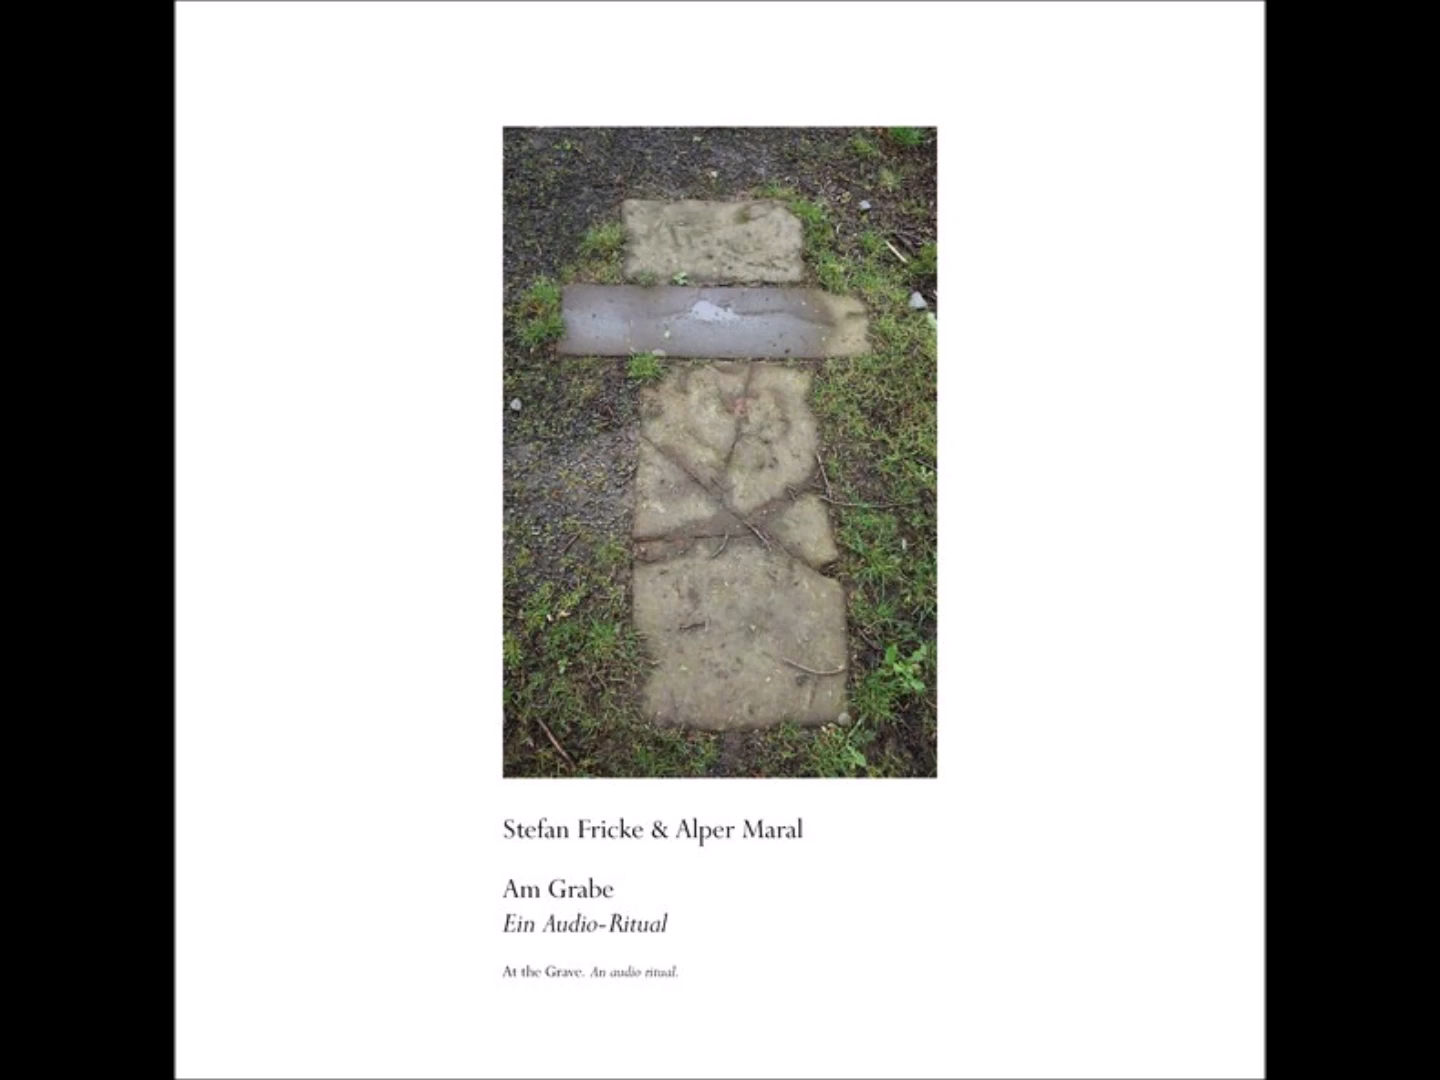 Stefan Fricke & Alper Maral
Am Grabe
Ein Audio-Ritual
At the Grave. An audio ritual.